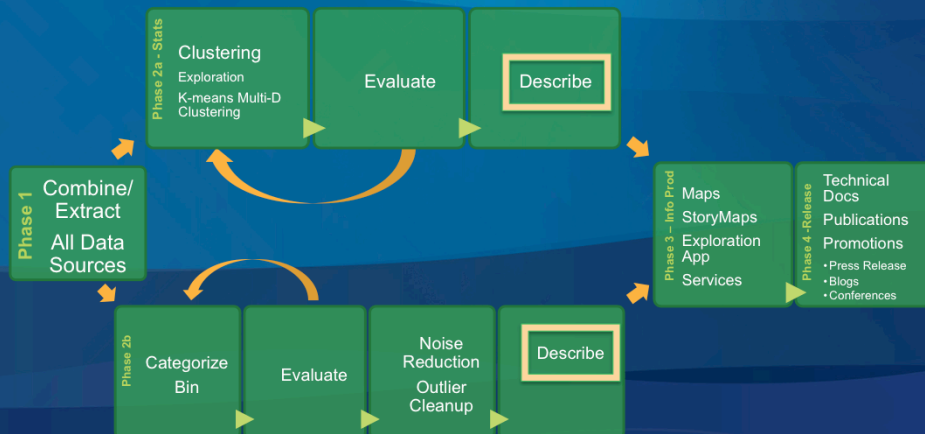 Phase 1
Combine/
Extract
All Data
Sources
Phase 2a - Stats
Clustering
Exploration
K-means Multi-D
Clustering
Evaluate
Describe
Phase 2b
Categorize
Bin
Evaluate
Noise
Reduction
Outlier
Cleanup
Describe
Phase 3 – Info Prod
Maps
StoryMaps
Exploration
App
Services
Phase 4 -Release
Technical
Docs
Publications
Promotions
•Press Release
•Blogs
•Conferences